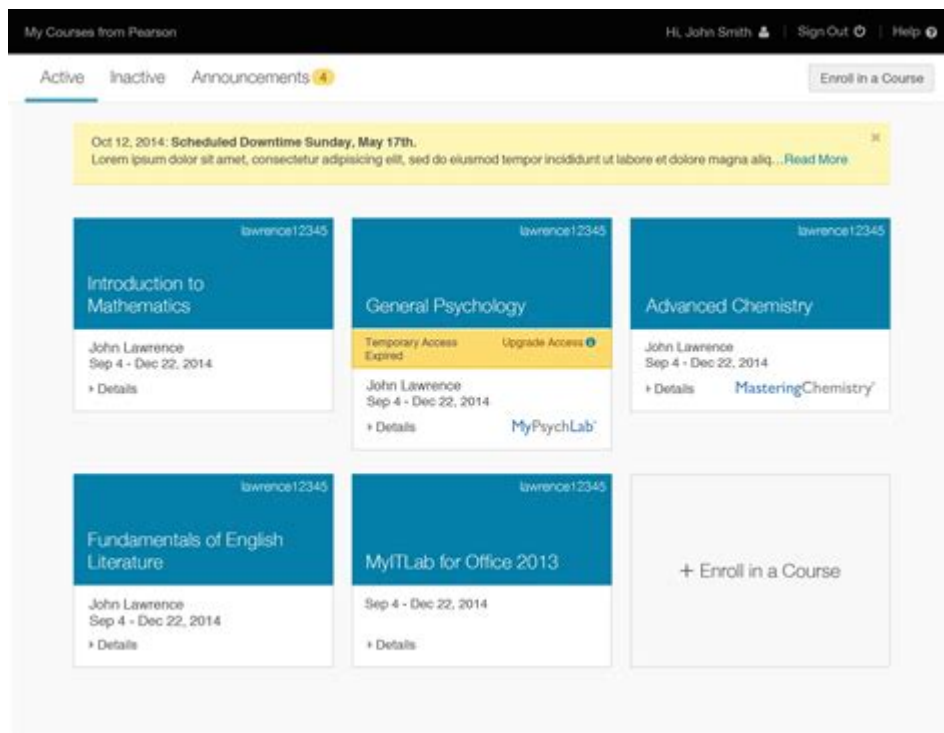 My Courses from Pearson
Hi, John Smith
Sign Out
Help
Active
Inactive
Announcements 4
Enroll in a Course
Oct 12, 2014: Scheduled Downtime Sunday, May 17th.
Lorem ipsum dolor sit amet, consectetur adipisicing elit, sed do eiusmod tempor incididunt ut labore et dolore magna aliq...Read More
lawrence12345
Introduction to
Mathematics
John Lawrence
Sep 4 - Dec 22, 2014
Details
lawrence12345
General Psychology
Temporary Access
Expired
Upgrade Access
John Lawrence
Sep 4 - Dec 22, 2014
Details
MyPsychLab
lawrence12345
Advanced Chemistry
John Lawrence
Sep 4 - Dec 22, 2014
Details
MasteringChemistry
lawrence12345
Fundamentals of English
Literature
John Lawrence
Sep 4 - Dec 22, 2014
Details
lawrence12345
MyITLab for Office 2013
Sep 4 - Dec 22, 2014
Details
+ Enroll in a Course